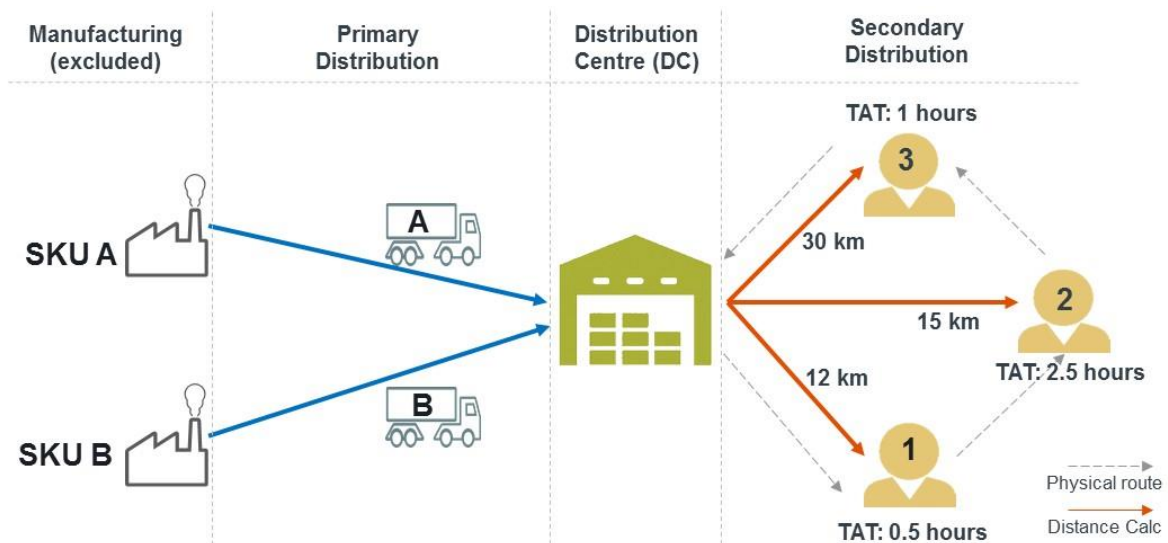 Manufacturing
(excluded)
Primary
Distribution
Distribution
Centre (DC)
Secondary
Distribution
TAT: 1 hours
3
A
SKU A
30 km
2
15 km
TAT: 2.5 hours
12 km
B
SKU B
1
Physical route
TAT: 0.5 hours
Distance Calc